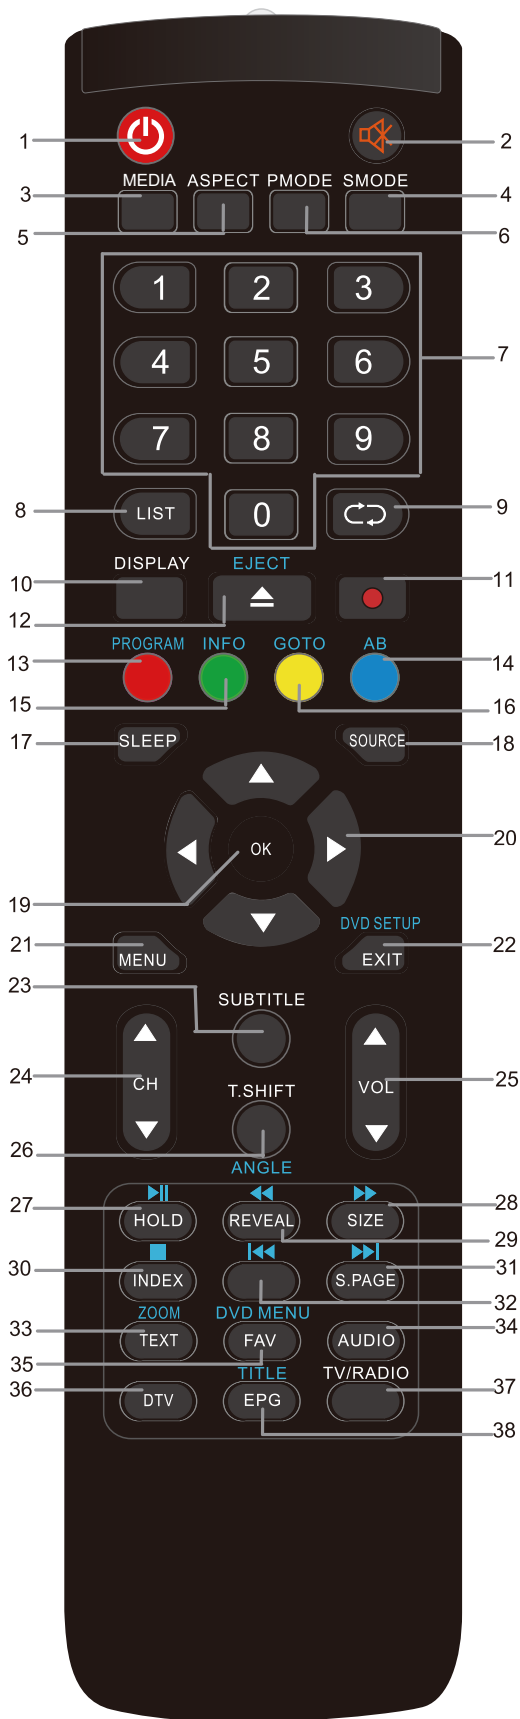 1 2
MEDIA ASPECT PMODE SMODE
3 4
5 6
1 2 3
7
4 5 6
7 8 9
8 LIST 0 9
DISPLAY EJECT
10 11
12
PROGRAM INFO GOTO AB
13 14
15 16
17 SLEEP SOURCE 18
20
OK
19
DVD SETUP
21 22
MENU EXIT
23
SUBTITLE
24 CH VOL 25
T.SHIFT
26
ANGLE
27 HOLD REVEAL SIZE 28
29
30 INDEX S.PAGE 31
32
ZOOM DVD MENU
33 TEXT FAV AUDIO 34
35
TITLE TV/RADIO
36 DTV EPG 37
38